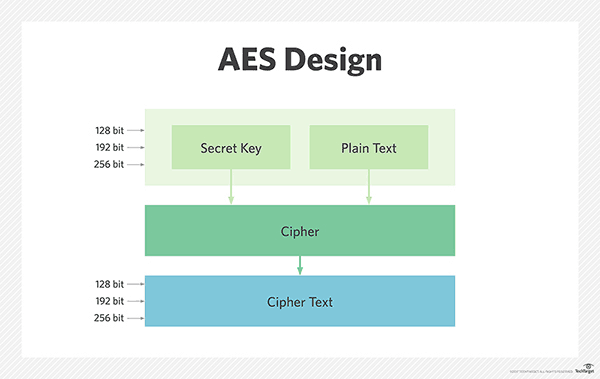 AES Design
128 bit
192 bit
256 bit
Secret Key
Plain Text
Cipher
128 bit
192 bit
256 bit
Cipher Text
TechTarget